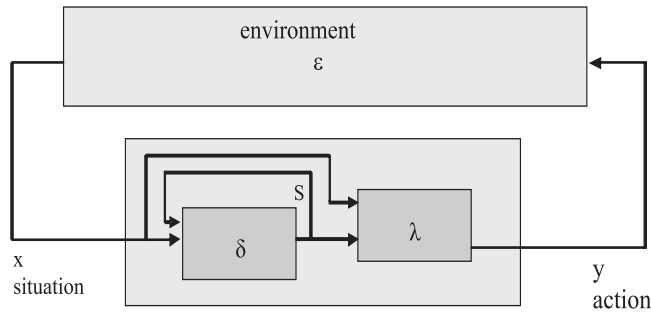 environment
ε
S
δ
λ
x
situation
y
action